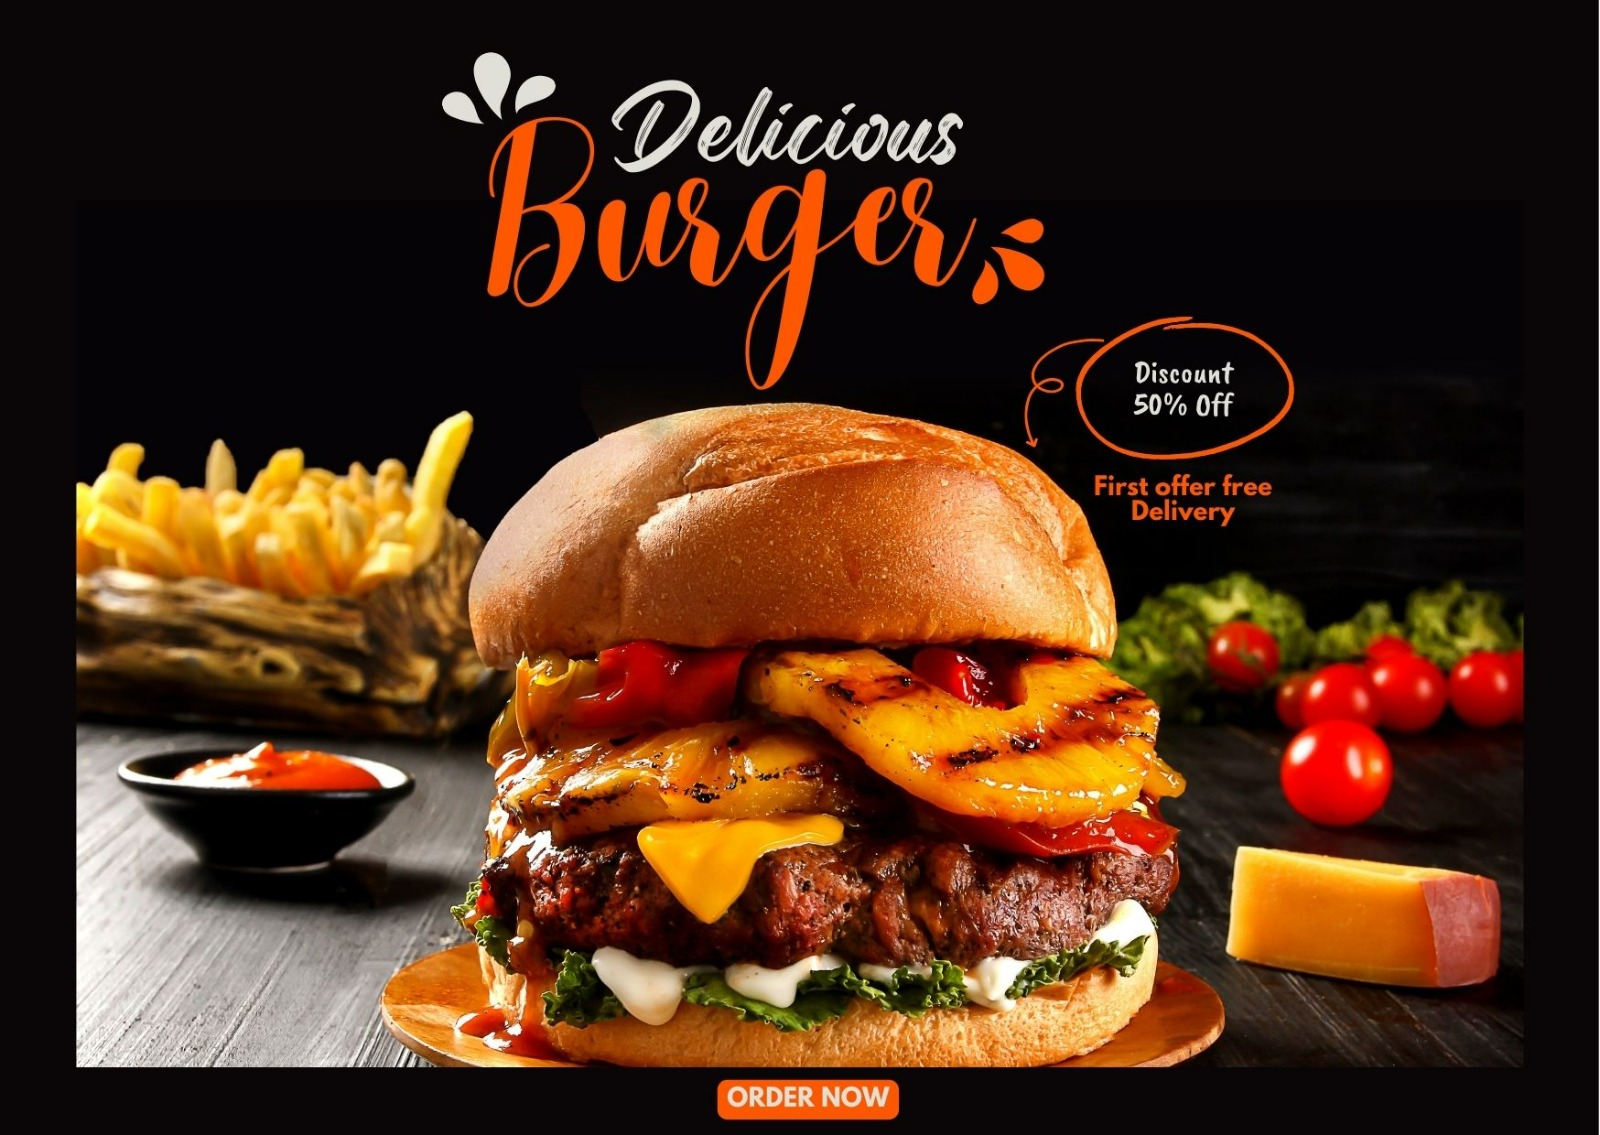 Delicious
Burger
Discount
50% Off
First offer free
Delivery
ORDER NOW